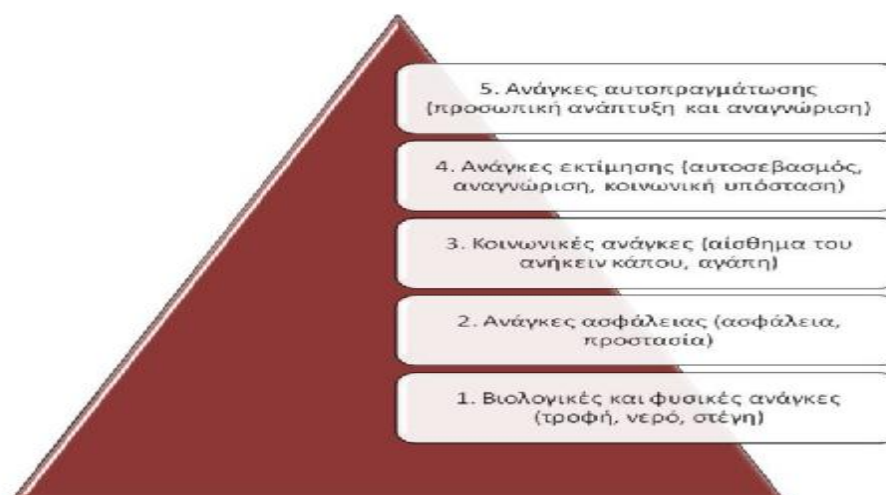 5. Ανάγκες αυτοπραγμάτωσης
(προσωπική ανάπτυξη και αναγνώριση)
4. Ανάγκες εκτίμησης (αυτοσεβασμός,
αναγνώριση, κοινωνική υπόσταση)
3. Κοινωνικές ανάγκες (αίσθημα του
ανήκειν κάπου, αγάπη)
2. Ανάγκες ασφάλειας (ασφάλεια,
προστασία)
1. Βιολογικές και φυσικές ανάγκες
(τροφή, νερό, στέγη)